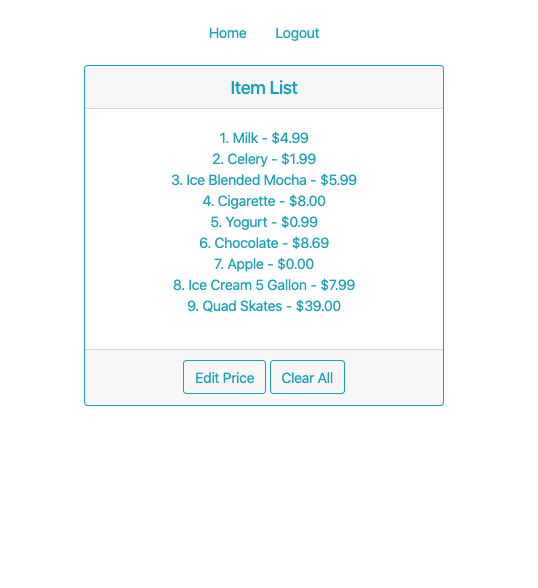 Home Logout
Item List
1. Milk - $4.99
2. Celery - $1.99
3. Ice Blended Mocha - $5.99
4. Cigarette - $8.00
5. Yogurt - $0.99
6. Chocolate - $8.69
7. Apple - $0.00
8. Ice Cream 5 Gallon - $7.99
9. Quad Skates - $39.00
Edit Price Clear All